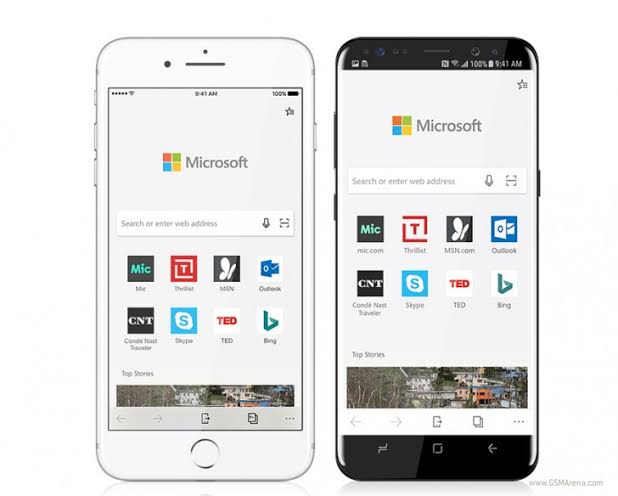 9:41 AM 100%
Microsoft
Search or enter web address
Mic
T
Mic Thrillist MSN Outlook
CNT
S
TED
Condé Nast
Traveler
Skype TED Bing
Top Stories
N 100% 9:41 AM
Microsoft
Search or enter web address
Mic
T
mic.com Thrillist MSN.com Outlook
CNT
S
TED
Condé Nast
Traveler
Skype TED Bing
Top Stories
www.GSMArena.com